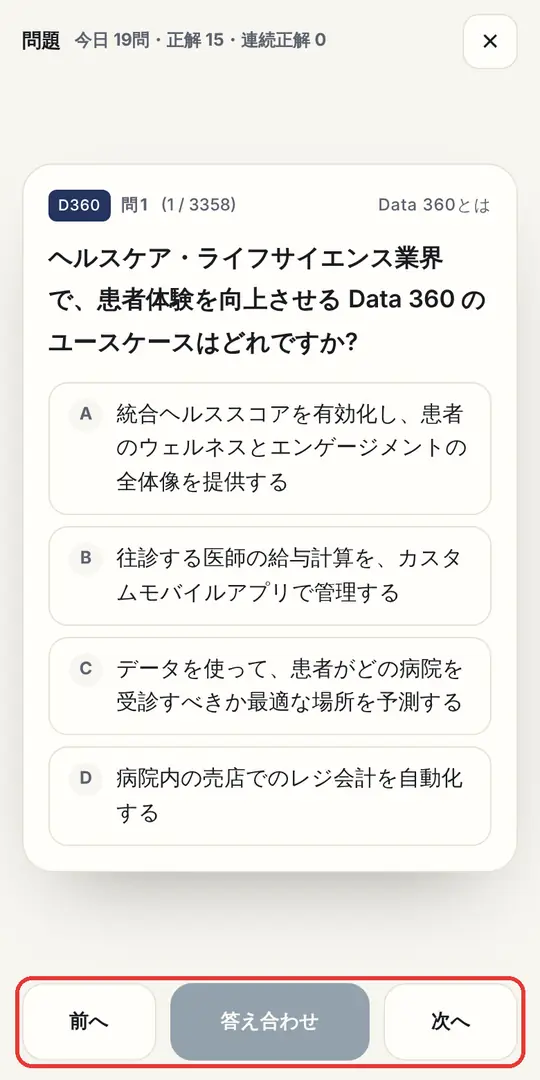 問題 今日 19問・正解 15・連続正解 0 ×
D360 問1 (1 / 3358) Data 360とは
ヘルスケア・ライフサイエンス業界
で、患者体験を向上させる Data 360 の
ユースケースはどれですか?
A 統合ヘルススコアを有効化し、患者
のウェルネスとエンゲージメントの
全体像を提供する
B 往診する医師の給与計算を、カスタ
ムモバイルアプリで管理する
C データを使って、患者がどの病院を
受診すべきか最適な場所を予測する
D 病院内の売店でのレジ会計を自動化
する
前へ 答え合わせ 次へ